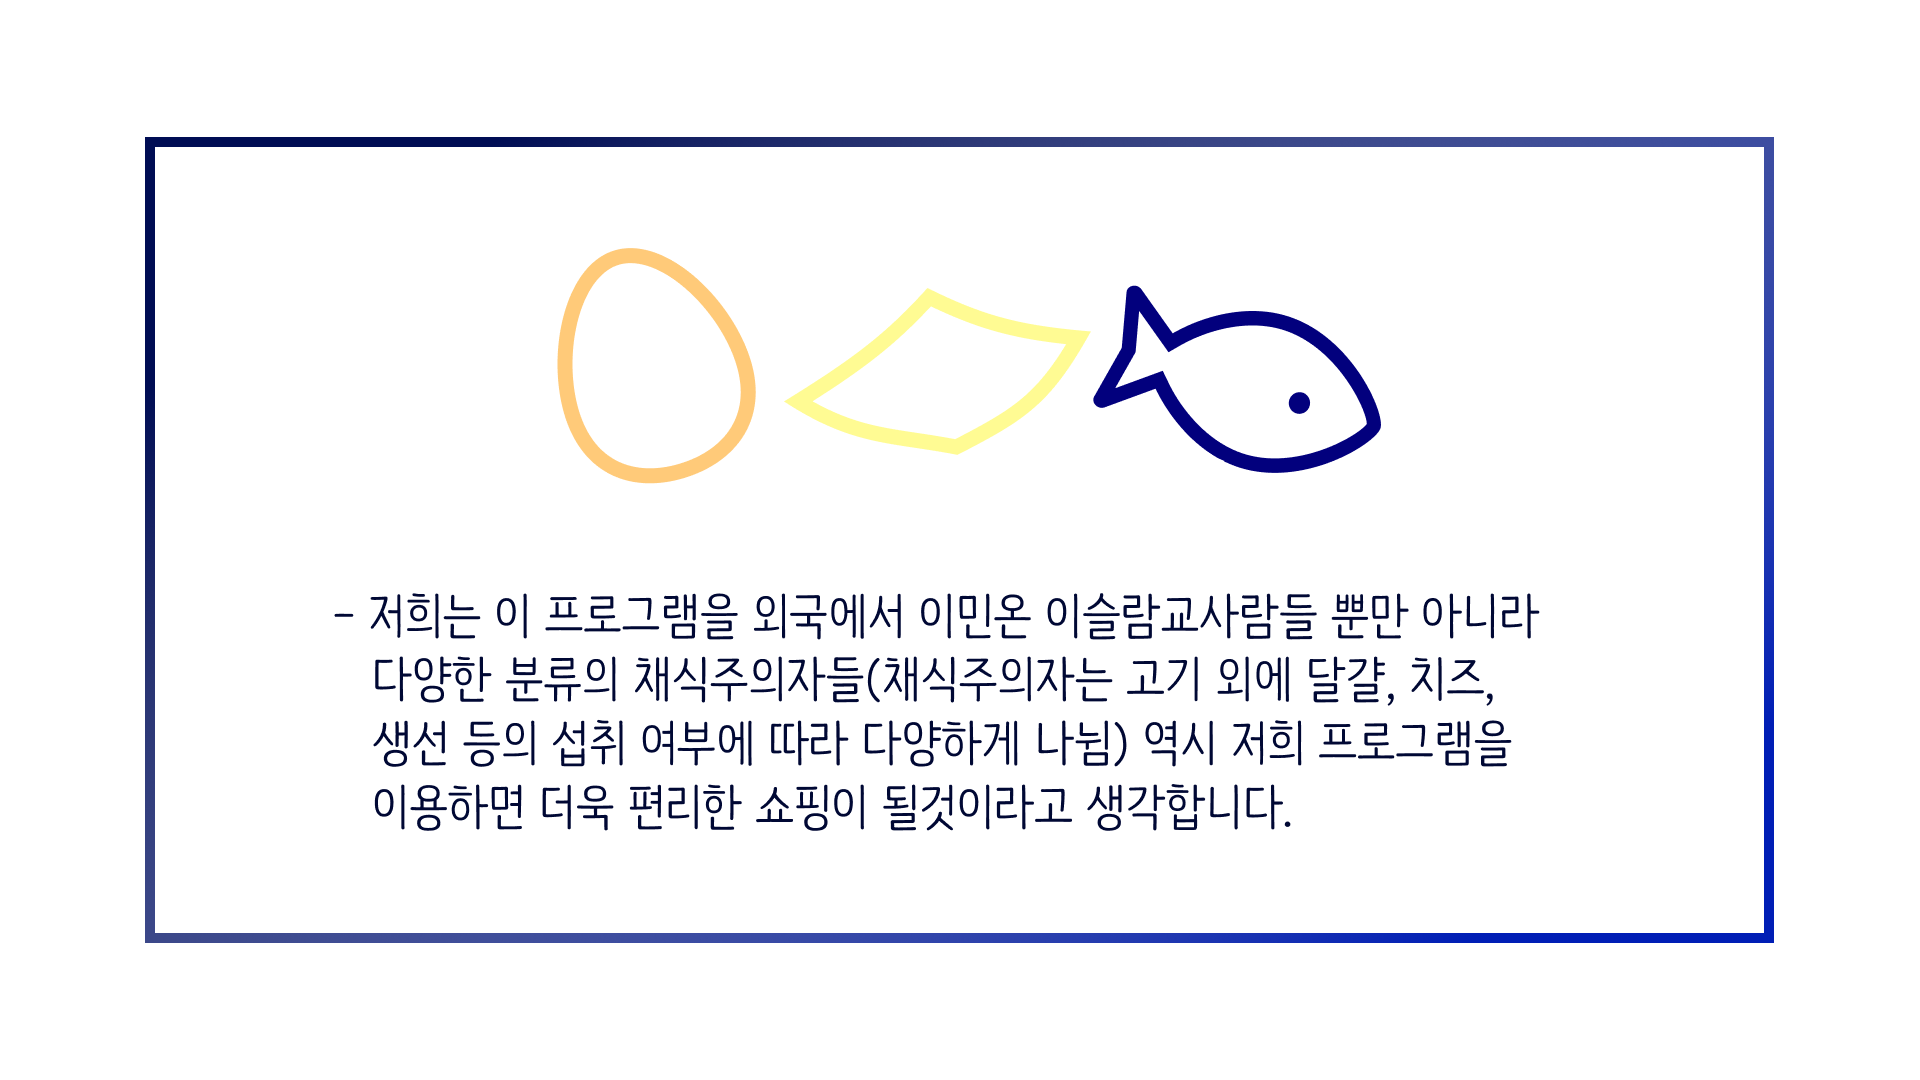 - 저희는 이 프로그램을 외국에서 이민온 이슬람교사람들 뿐만 아니라
다양한 분류의 채식주의자들(채식주의자는 고기 외에 달걀, 치즈,
생선 등의 섭취 여부에 따라 다양하게 나뉨) 역시 저희 프로그램을
이용하면 더욱 편리한 쇼핑이 될것이라고 생각합니다.